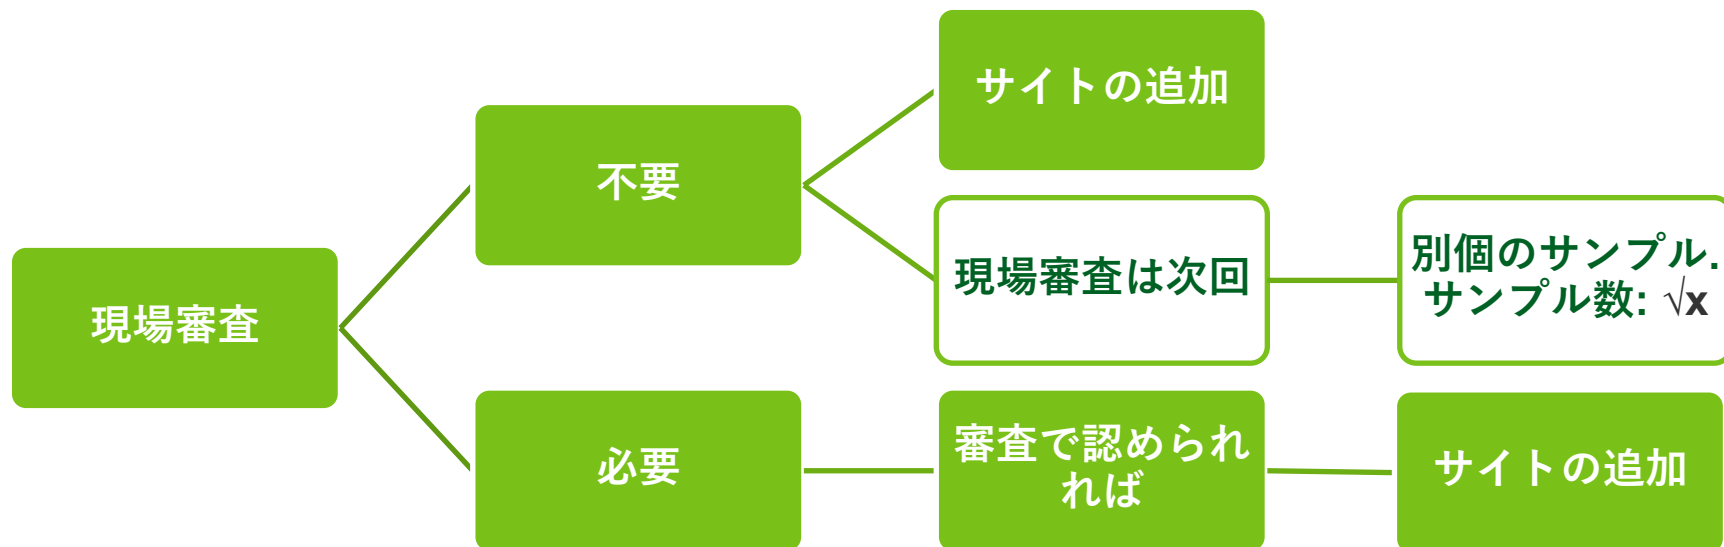 サイトの追加
不要
現場審査は次回
別個のサンプル.
サンプル数: √x
現場審査
必要
審査で認められ
れば
サイトの追加